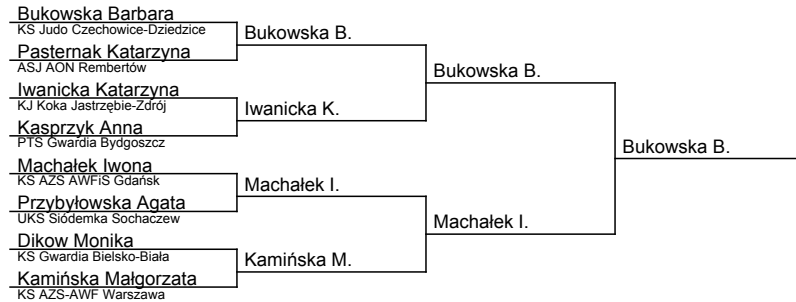 Bukowska Barbara
KS Judo Czechowice-Dziedzice
Bukowska B.
Pasternak Katarzyna
ASJ AON Rembertów
Bukowska B.
Iwanicka Katarzyna
KJ Koka Jastrzębie-Zdrój
Iwanicka K.
Kasprzyk Anna
PTS Gwardia Bydgoszcz
Bukowska B.
Machałek Iwona
KS AZS AWFiS Gdańsk
Machałek I.
Przybyłowska Agata
UKS Siódemka Sochaczew
Machałek I.
Dikow Monika
KS Gwardia Bielsko-Biała
Kamińska M.
Kamińska Małgorzata
KS AZS-AWF Warszawa